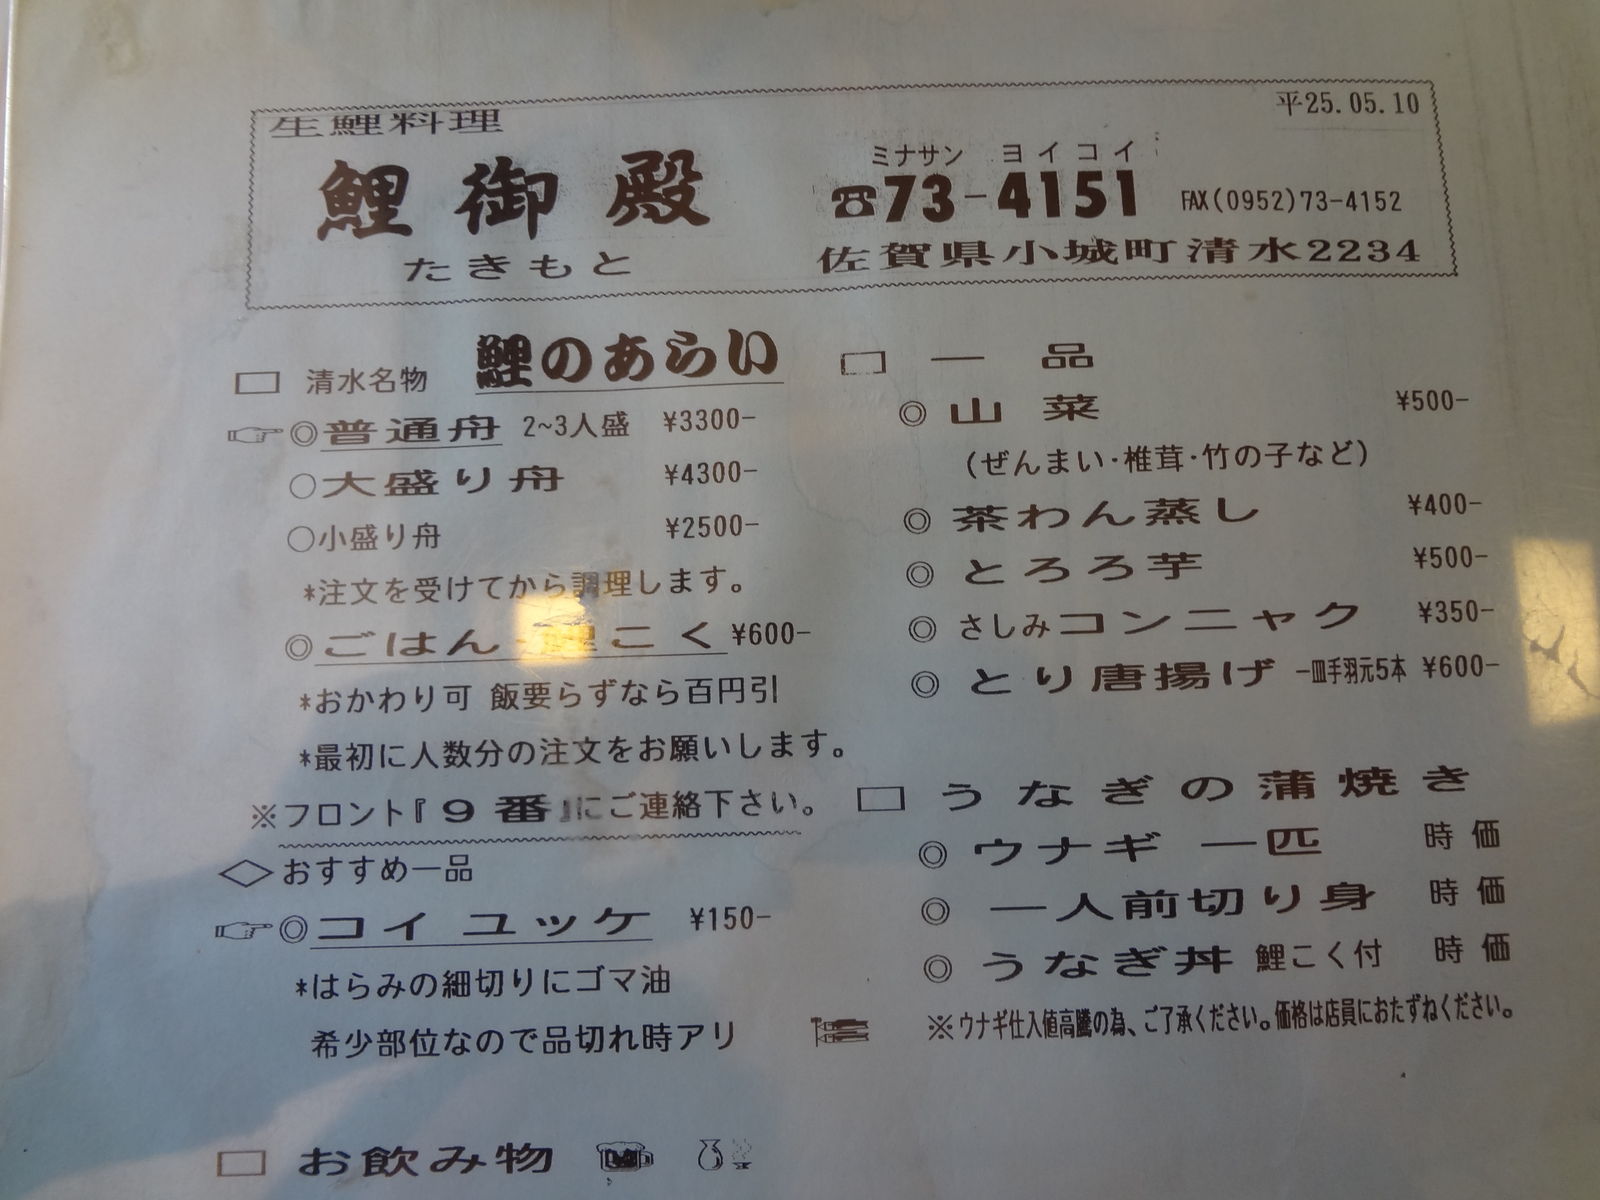 生鯉料理
平25.05.10
鯉御殿
たきもと
ミナサン ヨイコイ
☎73-4151 FAX(0952)73-4152
佐賀県小城町清水2234
□ 清水名物 鯉のあらい
☞◎普通舟 2~3人盛 ¥3300-
○大盛り舟 ¥4300-
○小盛り舟 ¥2500-
*注文を受けてから調理します。
◎ごはん・鯉こく ¥600-
*おかわり可 飯要らずなら百円引
*最初に人数分の注文をお願いします。
※フロント『9番』にご連絡下さい。
◇おすすめ一品
☞◎コイ ユッケ ¥150-
*はらみの細切りにゴマ油
希少部位なので品切れ時アリ
□ お飲み物
□ 一品
◎山菜 ¥500-
(ぜんまい・椎茸・竹の子など)
◎茶わん蒸し ¥400-
◎とろろ芋 ¥500-
◎さしみコンニャク ¥350-
◎とり唐揚げ 一皿手羽元5本 ¥600-
□ うなぎの蒲焼き
◎ウナギ 一匹 時価
◎一人前切り身 時価
◎うなぎ丼 鯉こく付 時価
※ウナギ仕入値高騰の為、ご了承ください。価格は店員におたずねください。